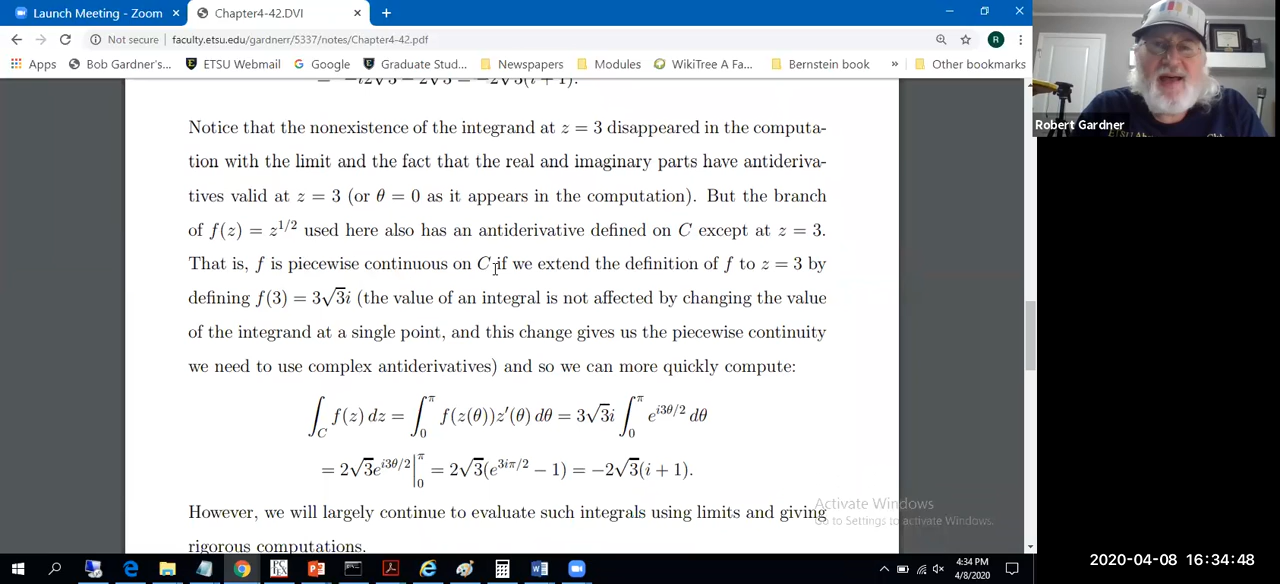 Launch Meeting - Zoom
Chapter4-42.DVI
Not secure | faculty.etsu.edu/gardnerr/5337/notes/Chapter4-42.pdf
R
Apps
Bob Gardner's...
ETSU Webmail
Google
Graduate Stud...
Newspapers
Modules
WikiTree A Fa...
Bernstein book
»
Other bookmarks
Robert Gardner
Notice that the nonexistence of the integrand at z = 3 disappeared in the computa-
tion with the limit and the fact that the real and imaginary parts have antideriva-
tives valid at z = 3 (or θ = 0 as it appears in the computation). But the branch
of f(z) = z^{1/2} used here also has an antiderivative defined on C except at z = 3.
That is, f is piecewise continuous on C if we extend the definition of f to z = 3 by
defining f(3) = 3√3i (the value of an integral is not affected by changing the value
of the integrand at a single point, and this change gives us the piecewise continuity
we need to use complex antiderivatives) and so we can more quickly compute:
∫_C f(z) dz = ∫_0^π f(z(θ))z′(θ) dθ = 3√3i ∫_0^π e^{i3θ/2} dθ
= 2√3e^{i3θ/2}|_0^π = 2√3(e^{3iπ/2} − 1) = −2√3(i + 1).
However, we will largely continue to evaluate such integrals using limits and giving
rigorous computations.
Activate Windows
Go to Settings to activate Windows.
4:34 PM
4/8/2020
2020-04-08 16:34:48